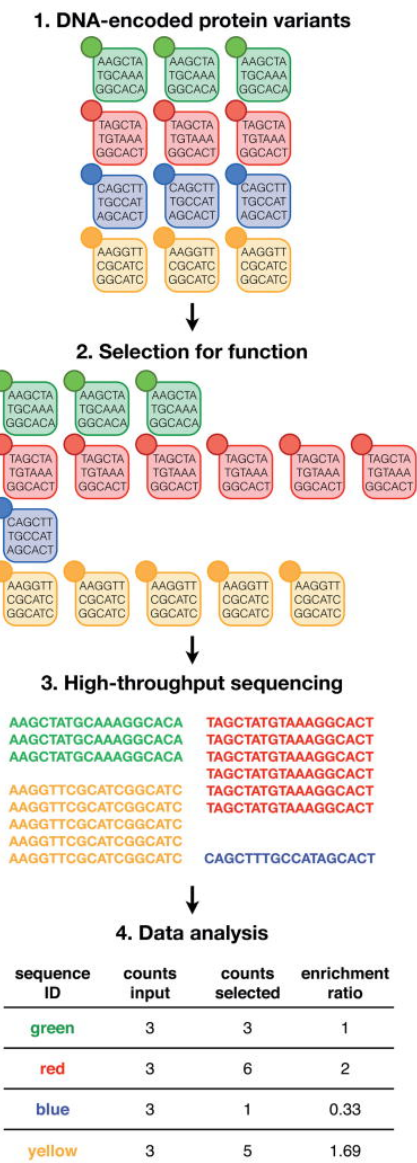 1. DNA-encoded protein variants
AAGCTA AAGCTA AAGCTA
TGCAAA TGCAAA TGCAAA
GGCACA GGCACA GGCACA
TAGCTA TAGCTA TAGCTA
TGTAAA TGTAAA TGTAAA
GGCACT GGCACT GGCACT
CAGCTT CAGCTT CAGCTT
TGCCAT TGCCAT TGCCAT
AGCACT AGCACT AGCACT
AAGGTT AAGGTT AAGGTT
CGCATC CGCATC CGCATC
GGCATC GGCATC GGCATC
2. Selection for function
AAGCTA AAGCTA AAGCTA
TGCAAA TGCAAA TGCAAA
GGCACA GGCACA GGCACA
TAGCTA TAGCTA TAGCTA TAGCTA TAGCTA TAGCTA
TGTAAA TGTAAA TGTAAA TGTAAA TGTAAA TGTAAA
GGCACT GGCACT GGCACT GGCACT GGCACT GGCACT
CAGCTT
TGCCAT
AGCACT
AAGGTT AAGGTT AAGGTT AAGGTT AAGGTT
CGCATC CGCATC CGCATC CGCATC CGCATC
GGCATC GGCATC GGCATC GGCATC GGCATC
3. High-throughput sequencing
AAGCTATGCAAAGGCACA TAGCTATGTAAAGGCACT
AAGCTATGCAAAGGCACA TAGCTATGTAAAGGCACT
AAGCTATGCAAAGGCACA TAGCTATGTAAAGGCACT
TAGCTATGTAAAGGCACT
AAGGTTCGCATCGGCATC TAGCTATGTAAAGGCACT
AAGGTTCGCATCGGCATC TAGCTATGTAAAGGCACT
AAGGTTCGCATCGGCATC
AAGGTTCGCATCGGCATC
AAGGTTCGCATCGGCATC CAGCTTTGCCATAGCACT
4. Data analysis
sequence counts counts enrichment
ID input selected ratio
green 3 3 1
red 3 6 2
blue 3 1 0.33
yellow 3 5 1.69